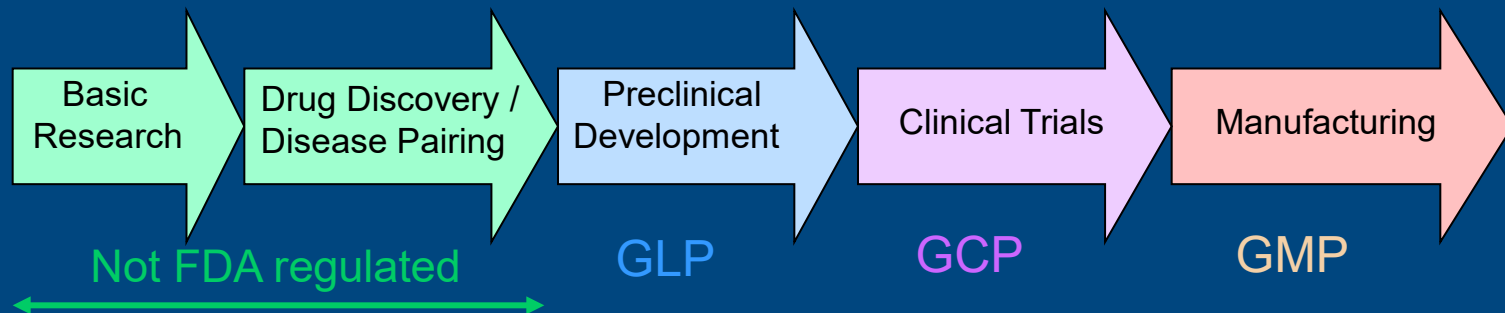 Basic
Research
Drug Discovery /
Disease Pairing
Preclinical
Development
Clinical Trials
Manufacturing
Not FDA regulated
GLP
GCP
GMP